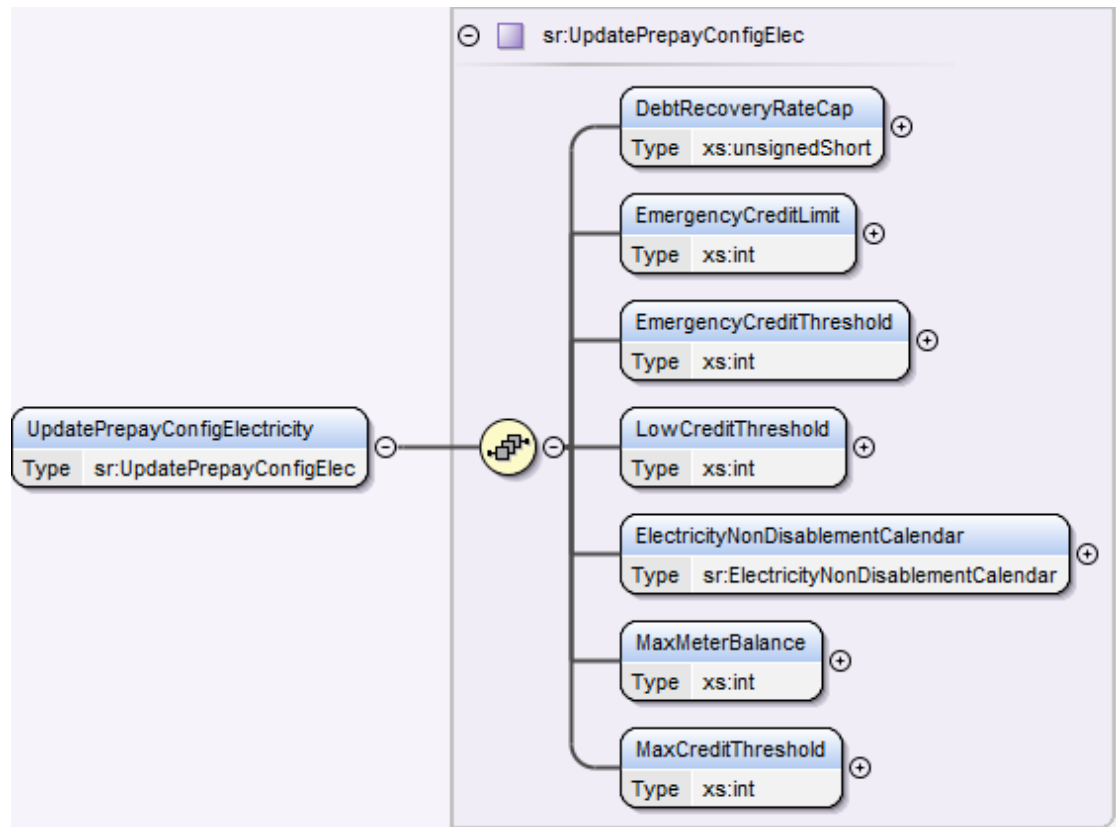 sr:UpdatePrepayConfigElec
DebtRecoveryRateCap
Type xs:unsignedShort
EmergencyCreditLimit
Type xs:int
EmergencyCreditThreshold
Type xs:int
UpdatePrepayConfigElectricity
Type sr:UpdatePrepayConfigElec
LowCreditThreshold
Type xs:int
ElectricityNonDisablementCalendar
Type sr:ElectricityNonDisablementCalendar
MaxMeterBalance
Type xs:int
MaxCreditThreshold
Type xs:int